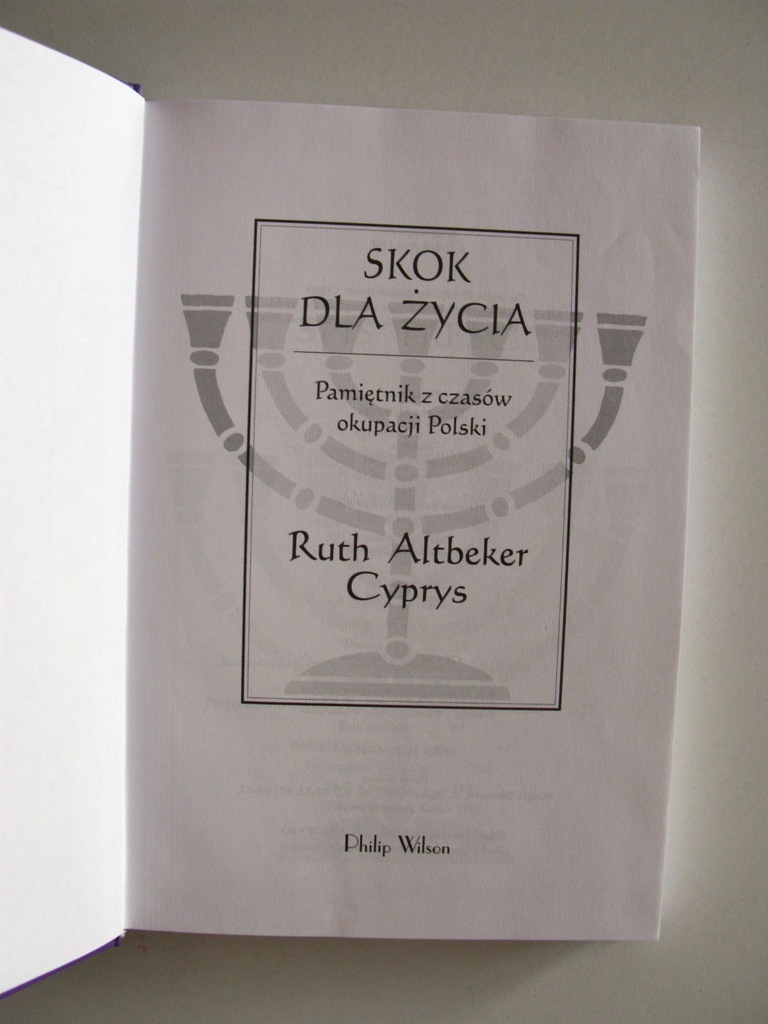 SKOK
DLA ŻYCIA
Pamiętnik z czasów
okupacji Polski
Ruth Altbeker
Cyprys
Philip Wilson